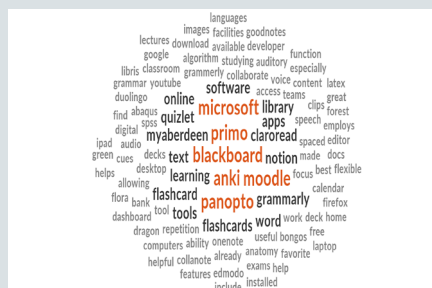 languages
images facilities goodnotes
lectures download available developer
google algorithm studying auditory function
libris classroom grammerly collaborate voice especially
grammar youtube software access teams content latex
duolingo online microsoft library clips great
find abaqus quizlet apps speech forest
digital spss myaberdeen primo claroread employs
ipad audio spaced editor
green cues decks text blackboard notion made docs
helps desktop learning anki moodle focus best flexible
allowing flashcard calendar
flora bank panopto grammarly firefox
dashboard tool tools flashcards word work deck home
dragon repetition useful bongos free
computers ability onenote laptop
helpful collanote already anatomy favorite
features edmodo exams help
include installed